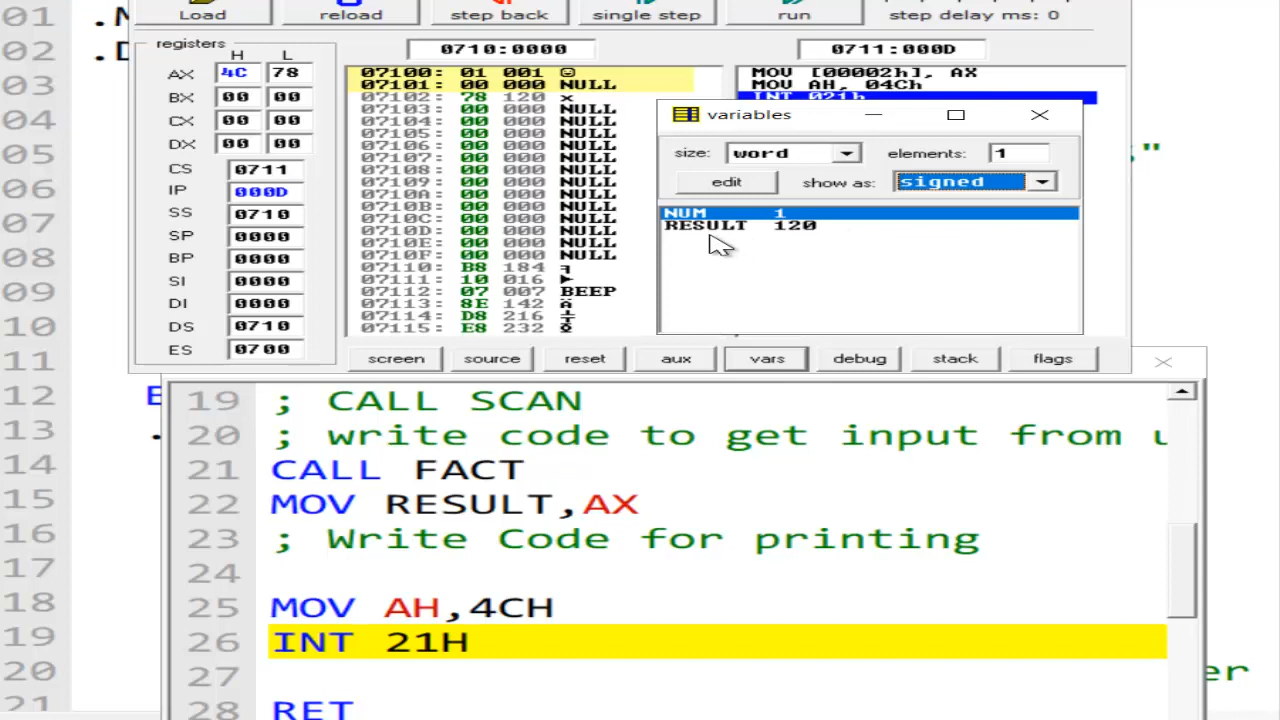 01 .
02 .D
03
04
05 "
06
07
08
09
10
11
12 E
13 .
14
15
16
17
18
19
20 er
21
Load reload step back single step run step delay ms: 0
registers
H L
AX 4C 78
BX 00 00
CX 00 00
DX 00 00
CS 0711
IP 000D
SS 0710
SP 0000
BP 0000
SI 0000
DI 0000
DS 0710
ES 0700
0710:0000
07100: 01 001 ☺
07101: 00 000 NULL
07102: 78 120 x
07103: 00 000 NULL
07104: 00 000 NULL
07105: 00 000 NULL
07106: 00 000 NULL
07107: 00 000 NULL
07108: 00 000 NULL
07109: 00 000 NULL
0710A: 00 000 NULL
0710B: 00 000 NULL
0710C: 00 000 NULL
0710D: 00 000 NULL
0710E: 00 000 NULL
0710F: 00 000 NULL
07110: B8 184 ╕
07111: 10 016 ►
07112: 07 007 BEEP
07113: 8E 142 Ä
07114: D8 216 ╪
07115: E8 232
0711:000D
MOV [00002h], AX
MOV AH, 04Ch
INT 021h
variables
size: word elements: 1
edit show as: signed
NUM 1
RESULT 120
screen source reset aux vars debug stack flags
19 ; CALL SCAN
20 ; write code to get input from
21 CALL FACT
22 MOV RESULT,AX
23 ; Write Code for printing
24
25 MOV AH,4CH
26 INT 21H
27
28 RET